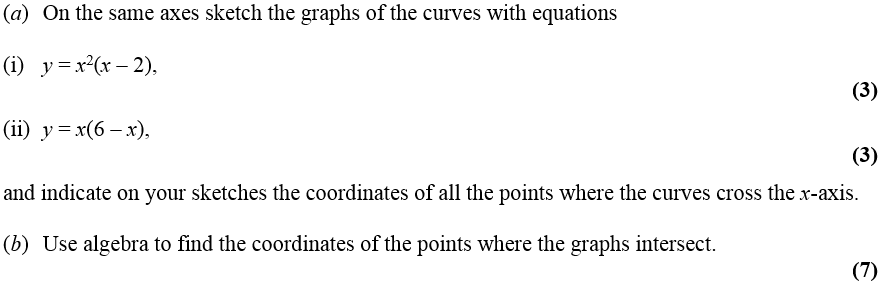 (a) On the same axes sketch the graphs of the curves with equations
(i) y = x²(x – 2),
(3)
(ii) y = x(6 – x),
(3)
and indicate on your sketches the coordinates of all the points where the curves cross the x-axis.
(b) Use algebra to find the coordinates of the points where the graphs intersect.
(7)